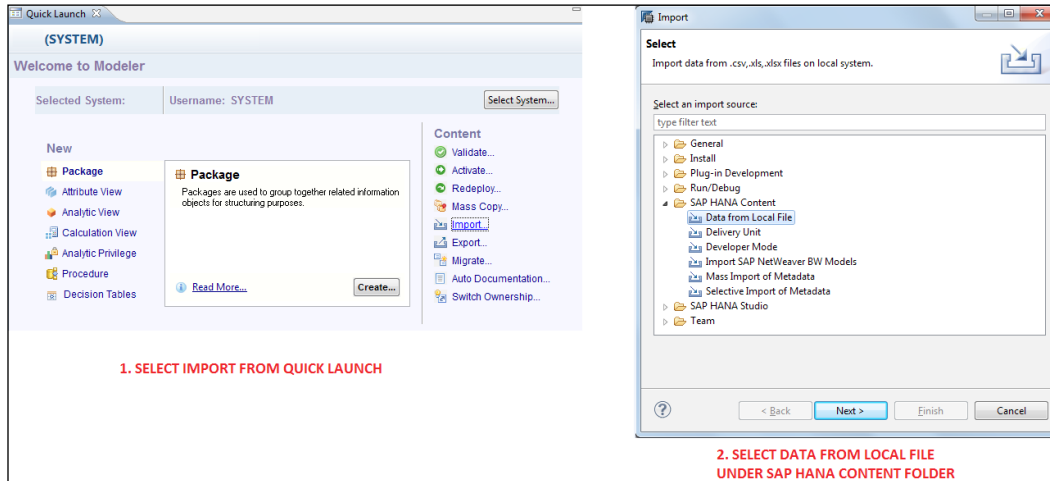 Quick Launch
(SYSTEM)
Welcome to Modeler
Selected System:
Username: SYSTEM
Select System...
New
Package
Attribute View
Analytic View
Calculation View
Analytic Privilege
Procedure
Decision Tables
Package
Packages are used to group together related information
objects for structuring purposes.
Read More...
Create...
Content
Validate...
Activate...
Redeploy...
Mass Copy...
Import...
Export...
Migrate...
Auto Documentation...
Switch Ownership...
1. SELECT IMPORT FROM QUICK LAUNCH
Import
Select
Import data from .csv,.xls,.xlsx files on local system.
Select an import source:
type filter text
General
Install
Plug-in Development
Run/Debug
SAP HANA Content
Data from Local File
Delivery Unit
Developer Mode
Import SAP NetWeaver BW Models
Mass Import of Metadata
Selective Import of Metadata
SAP HANA Studio
Team
?
< Back
Next >
Finish
Cancel
2. SELECT DATA FROM LOCAL FILE
UNDER SAP HANA CONTENT FOLDER